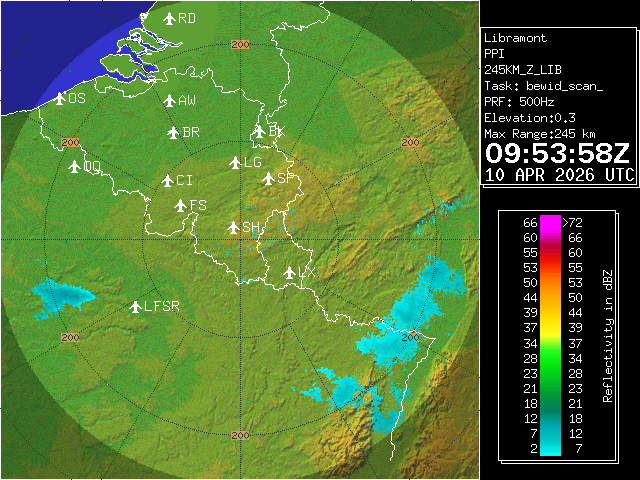 RD
200
OS
AW
BR
BK
200
200
QQ
LG
CI
SP
FS
SH
LX
LFSR
200
200
200
Libramont
PPI
245KM_Z_LIB
Task: bewid_scan_
PRF: 500Hz
Elevation:0.3
Max Range:245 km
09:53:58Z
10 APR 2026 UTC
66 >72
60 66
55 60
53 55
50 53
44 50
39 44
37 39
34 37
28 34
23 28
21 23
18 21
12 18
7 12
2 7
Reflectivity in dBZ